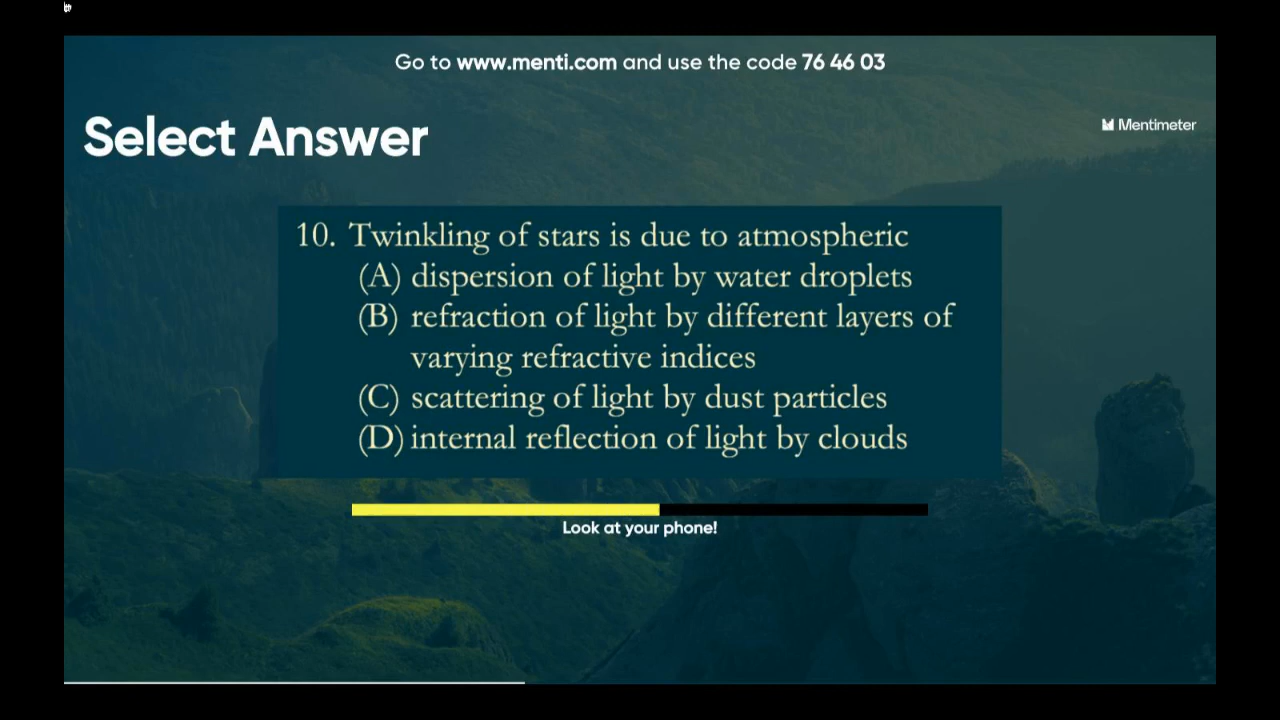 Go to www.menti.com and use the code 76 46 03
Select Answer
Mentimeter
10. Twinkling of stars is due to atmospheric
(A) dispersion of light by water droplets
(B) refraction of light by different layers of
varying refractive indices
(C) scattering of light by dust particles
(D) internal reflection of light by clouds
Look at your phone!